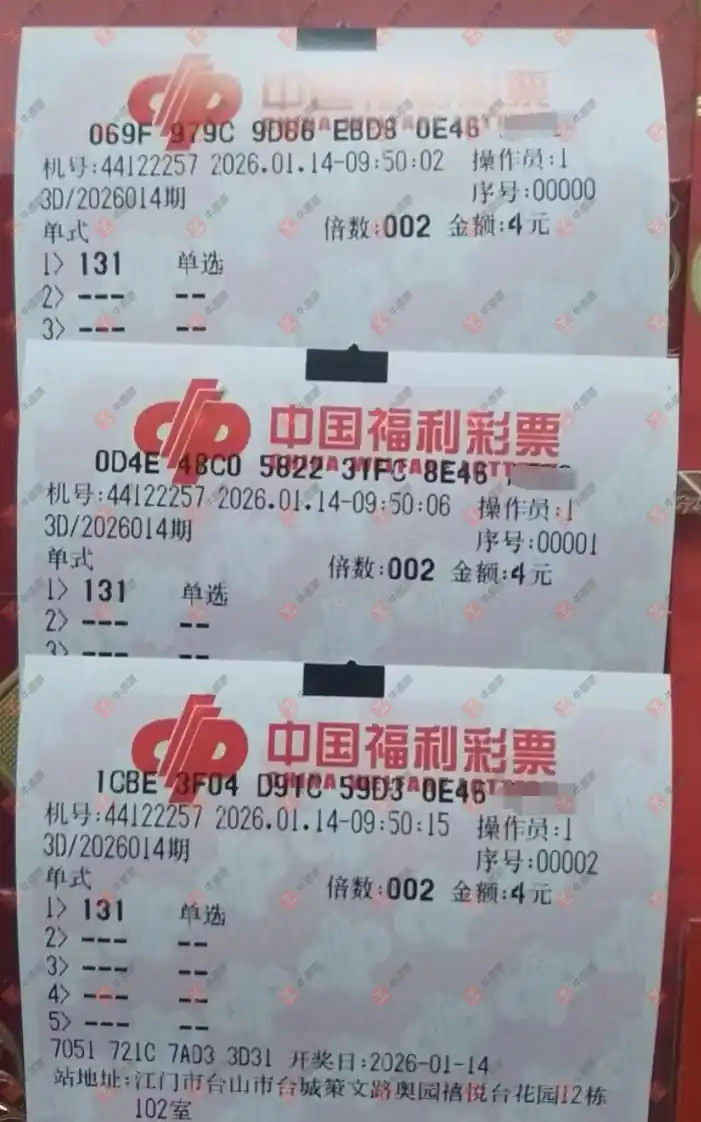 中国福利彩票
069F 979C 9D66 EBD8 0E46
机号:44122257 2026.01.14-09:50:02 操作员:1
3D/2026014期 序号:00000
单式 倍数:002 金额:4元
1> 131 单选
2> --- --
3> --- --
中国福利彩票
0D4E 48C0 5822 31FC 8E46
机号:44122257 2026.01.14-09:50:06 操作员:1
3D/2026014期 序号:00001
单式 倍数:002 金额:4元
1> 131 单选
2> --- --
3> --- --
中国福利彩票
1CBE 3F04 D91C 59D3 0E46
机号:44122257 2026.01.14-09:50:15 操作员:1
3D/2026014期 序号:00002
单式 倍数:002 金额:4元
1> 131 单选
2> --- --
3> --- --
4> --- --
5> --- --
7051 721C 7AD3 3D31 开奖日:2026-01-14
站地址:江门市台山市台城策文路奥园禧悦台花园12栋
102室